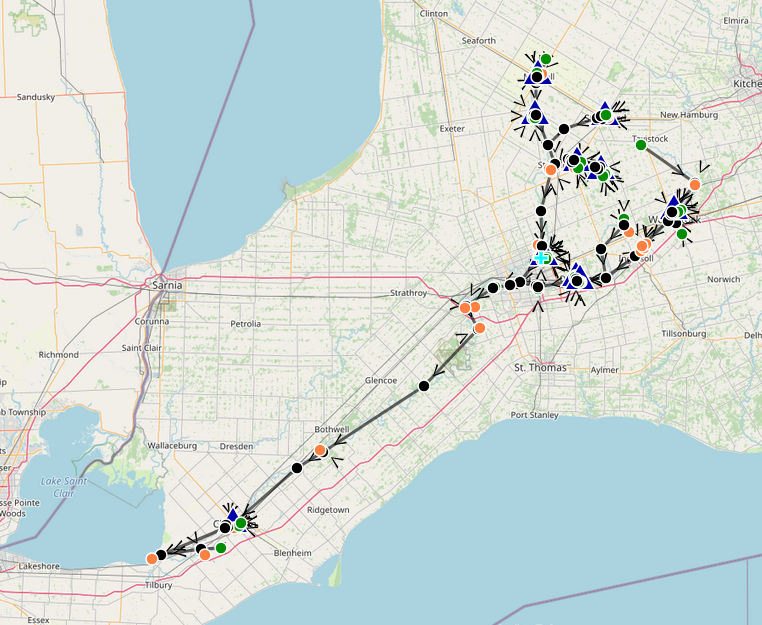 Clinton
Elmira
Seaforth
Kitche
Sandusky
New Hamburg
Exeter
Tavistock
Ingersoll
Sarnia
Norwich
Strathroy
Corunna
Petrolia
Tillsonburg
Delh
Saint Clair
Richmond
St. Thomas
Aylmer
Glencoe
Port Stanley
ip
b Township
Bothwell
Wallaceburg
Dresden
Lake Saint
Clair
sse Pointe
Woods
Ridgetown
Blenheim
Lakeshore
Tilbury
Essex